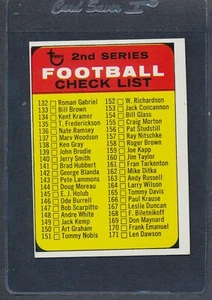 Topps
2nd SERIES
FOOTBALL
CHECK LIST
132 Roman Gabriel
133 Bill Brown
134 Kent Kramer
135 T. Frederickson
136 Nate Ramsey
137 Marv Woodson
138 Ken Gray
139 John Brodie
140 Jerry Smith
141 Brad Hubbert
142 George Blanda
143 Pete Lammons
144 Doug Moreau
145 E. J. Holub
146 Ode Burrell
147 Bob Scarpitto
148 Andre White
149 Jack Kemp
150 Art Graham
151 Tommy Nobis
152 W. Richardson
153 Jack Concannon
154 Bill Glass
155 Craig Morton
156 Pat Studstill
157 Ray Nitschke
158 Roger Brown
159 Joe Kapp
160 Jim Taylor
161 Fran Tarkenton
162 Mike Ditka
163 Andy Russell
164 Larry Wilson
165 Tommy Davis
166 Paul Krause
167 Leslie Duncan
168 F. Biletnikoff
169 Don Maynard
170 Frank Emanuel
171 Len Dawson